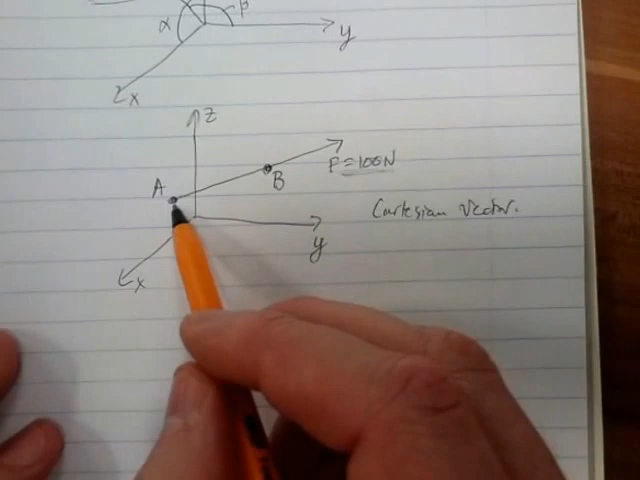 α β
y
x
z
F = 100N
A
B
Cartesian Vector.
y
x